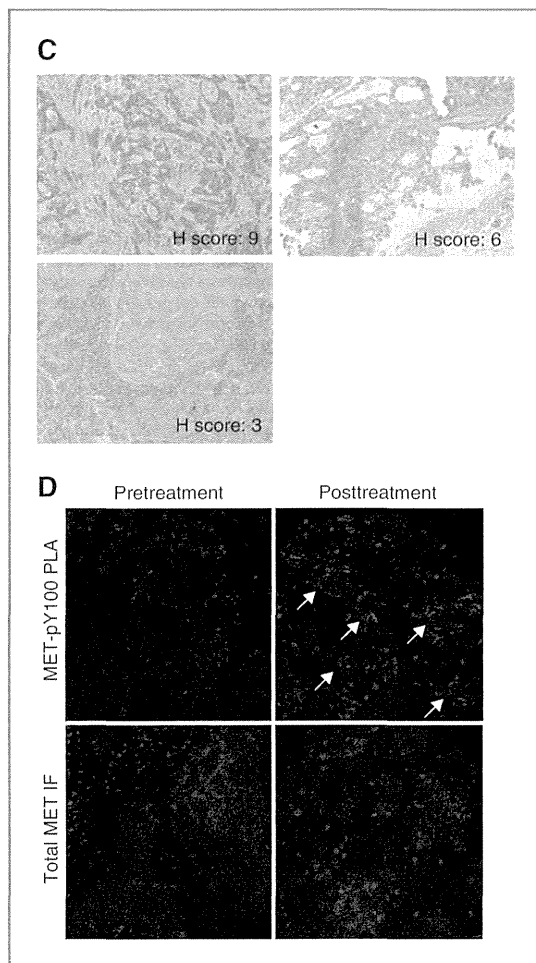 C
H score: 9
H score: 6
H score: 3
D
Pretreatment
Posttreatment
MET-pY100 PLA
Total MET IF